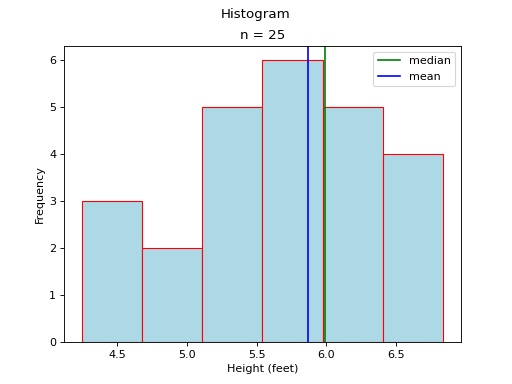 Histogram
n = 25
median
mean
6
5
4
3
2
1
0
Frequency
4.5 5.0 5.5 6.0 6.5
Height (feet)